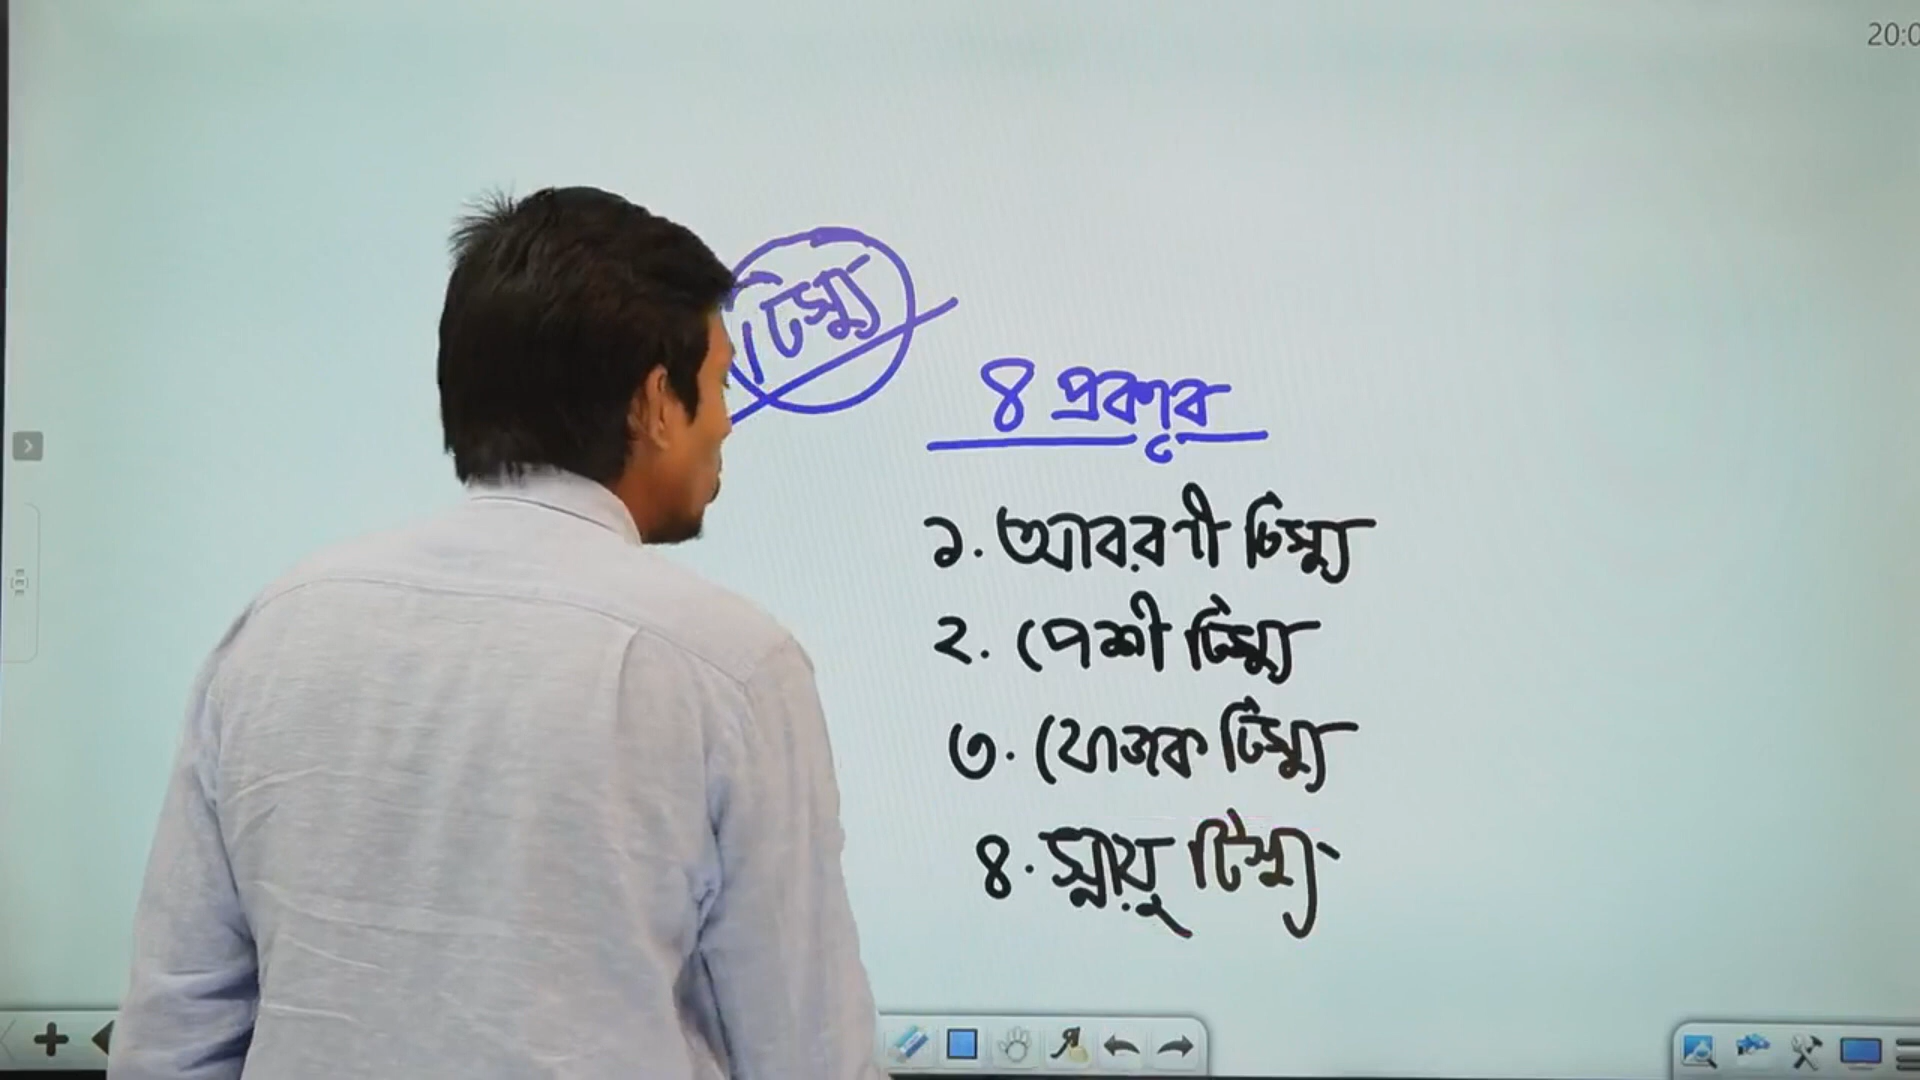 টিস্যু
৪ প্রকার
১. আবরণী টিস্যু
২. পেশী টিস্যু
৩. যোজক টিস্যু
৪. স্নায়ু টিস্যু